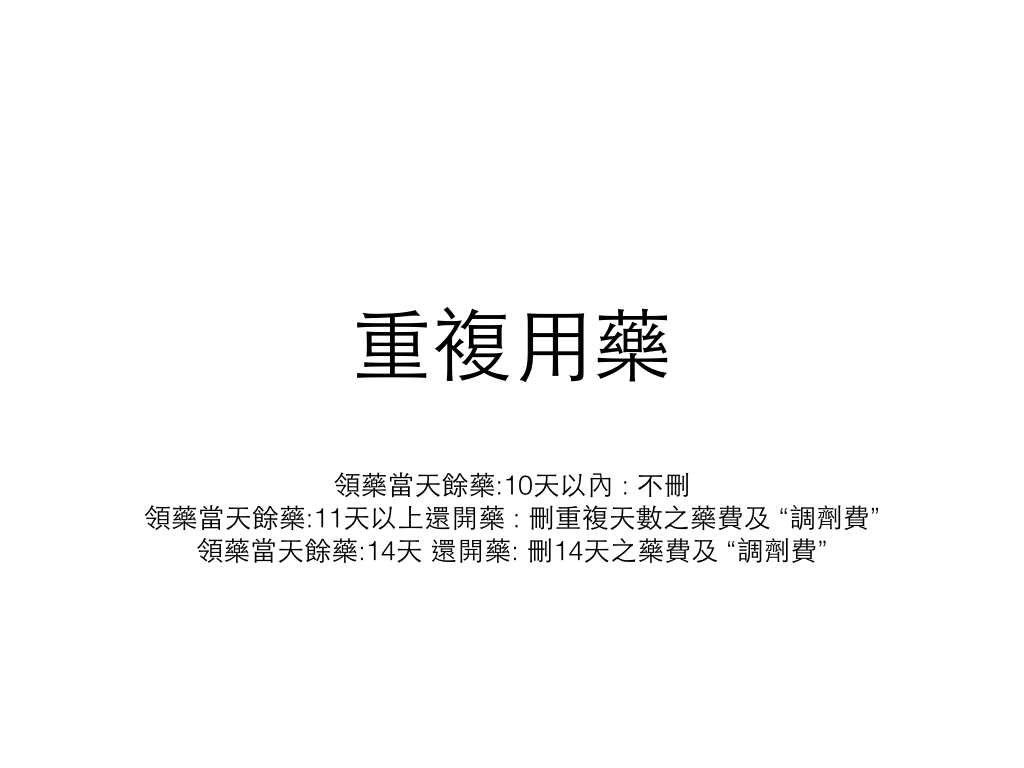 重複用藥
領藥當天餘藥:10天以內 : 不刪
領藥當天餘藥:11天以上還開藥 : 刪重複天數之藥費及 “調劑費”
領藥當天餘藥:14天 還開藥: 刪14天之藥費及 “調劑費”